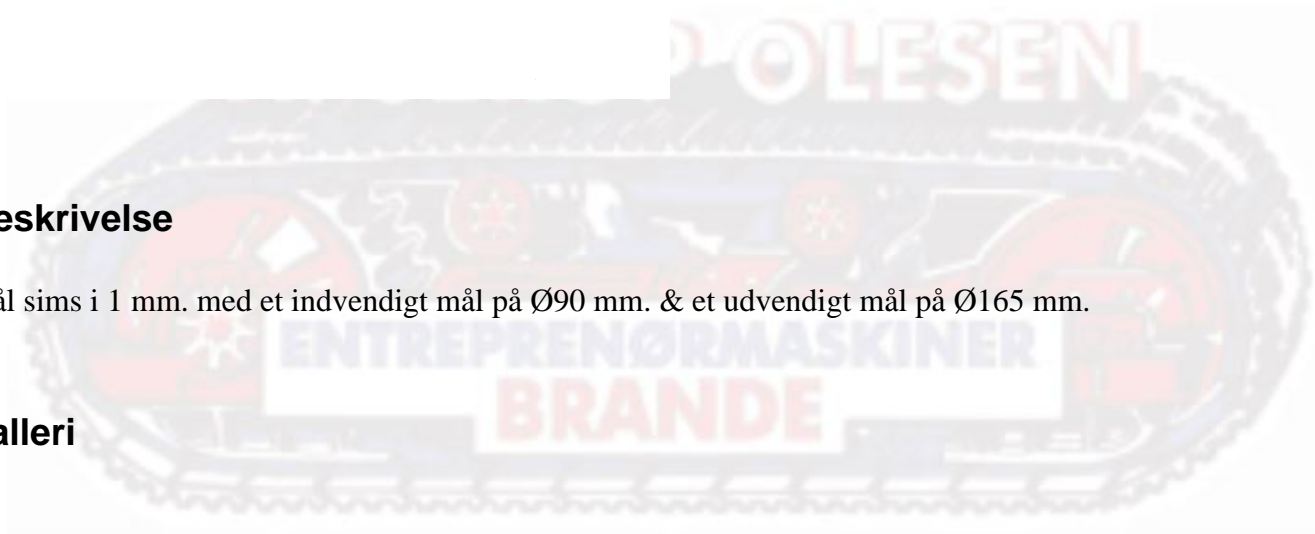 P OLESEN
eskrivelse
ål sims i 1 mm. med et indvendigt mål på Ø90 mm. & et udvendigt mål på Ø165 mm.
ENTREPRENØRMASKINER
BRANDE
alleri